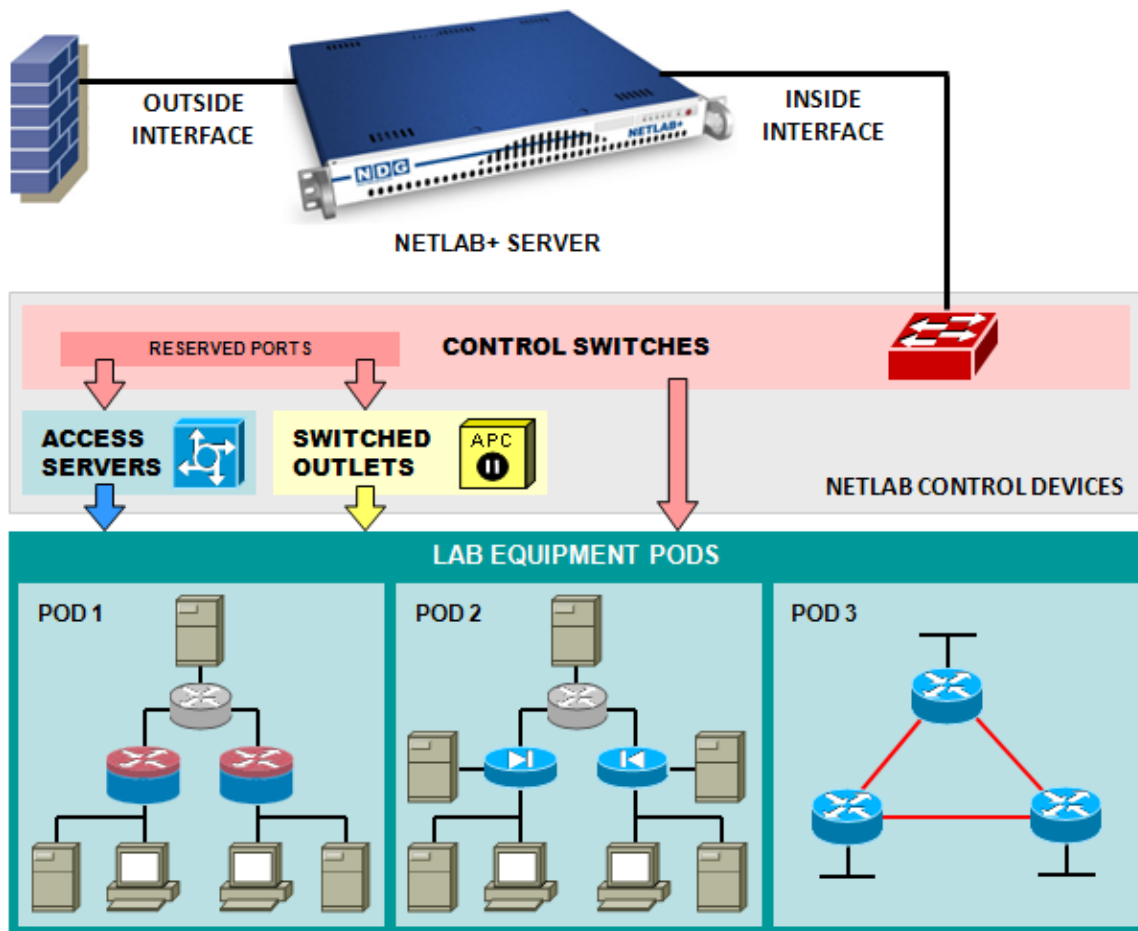 OUTSIDE
INTERFACE
INSIDE
INTERFACE
NETLAB+
NDG
NETLAB+ SERVER
RESERVED PORTS
CONTROL SWITCHES
ACCESS
SERVERS
SWITCHED
OUTLETS
APC
NETLAB CONTROL DEVICES
LAB EQUIPMENT PODS
POD 1
POD 2
POD 3